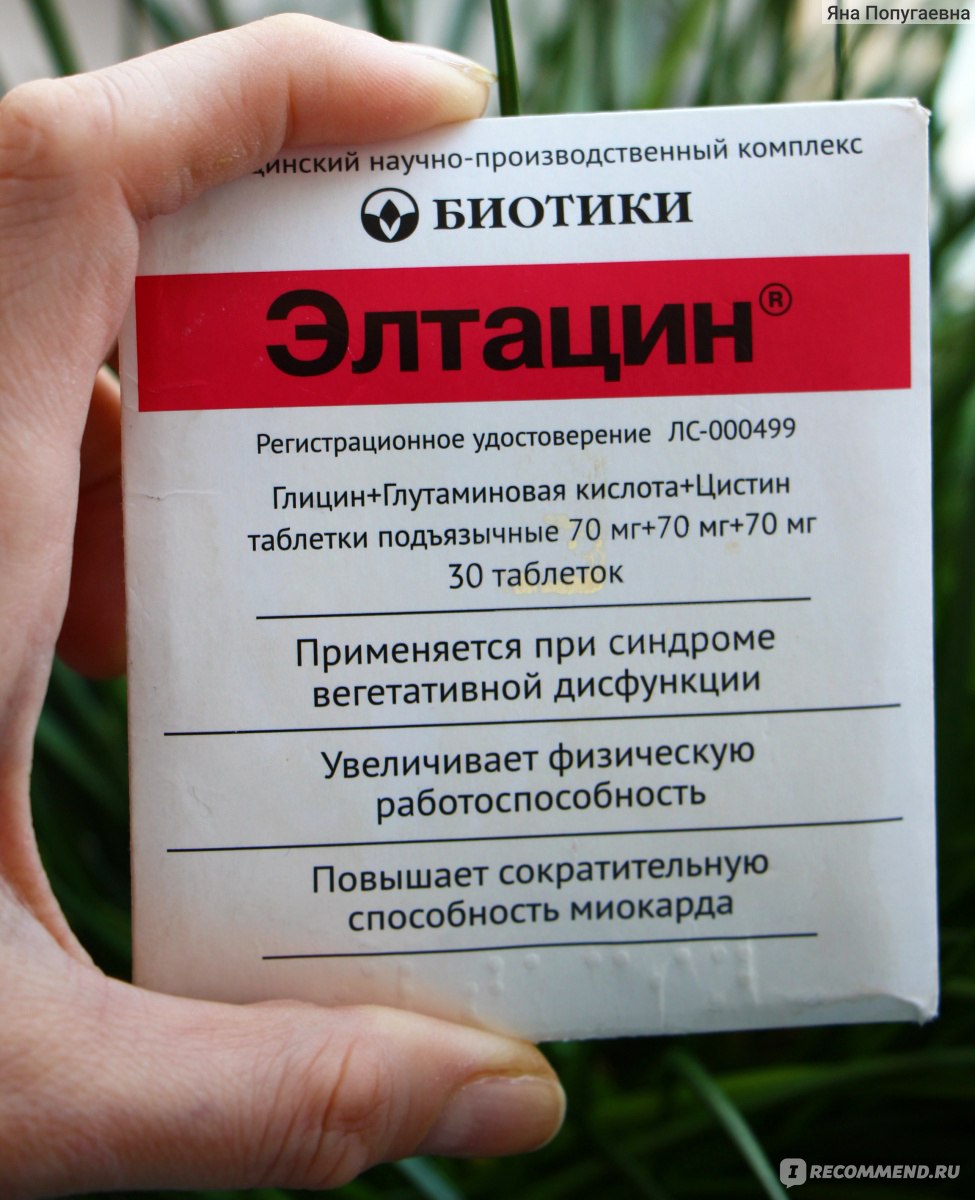 Яна Попугаевна
цинский научно-производственный комплекс
БИОТИКИ
Элтацин®
Регистрационное удостоверение ЛС-000499
Глицин+Глутаминовая кислота+Цистин
таблетки подъязычные 70 мг+70 мг+70 мг
30 таблеток
Применяется при синдроме
вегетативной дисфункции
Увеличивает физическую
работоспособность
Повышает сократительную
способность миокарда
IRECOMMEND.RU